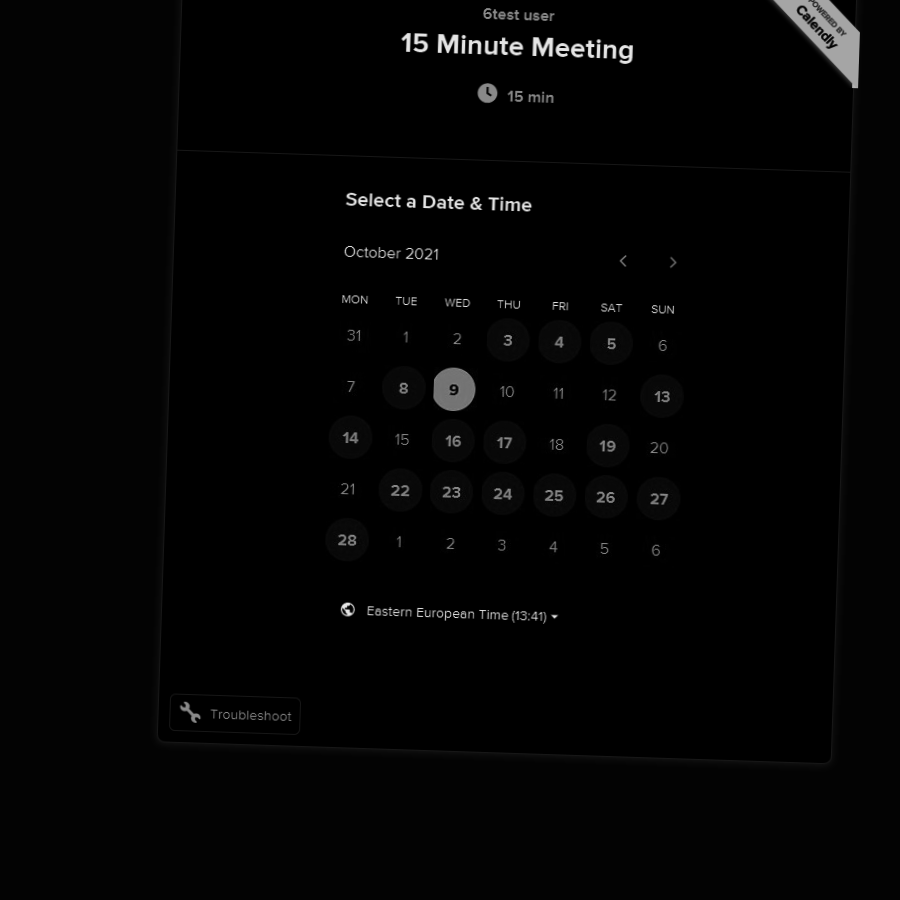 6test user
15 Minute Meeting
15 min
POWERED BY
Calendly
Select a Date & Time
October 2021
MON TUE WED THU FRI SAT SUN
31 1 2 3 4 5 6
7 8 9 10 11 12 13
14 15 16 17 18 19 20
21 22 23 24 25 26 27
28 1 2 3 4 5 6
Eastern European Time (13:41)
Troubleshoot